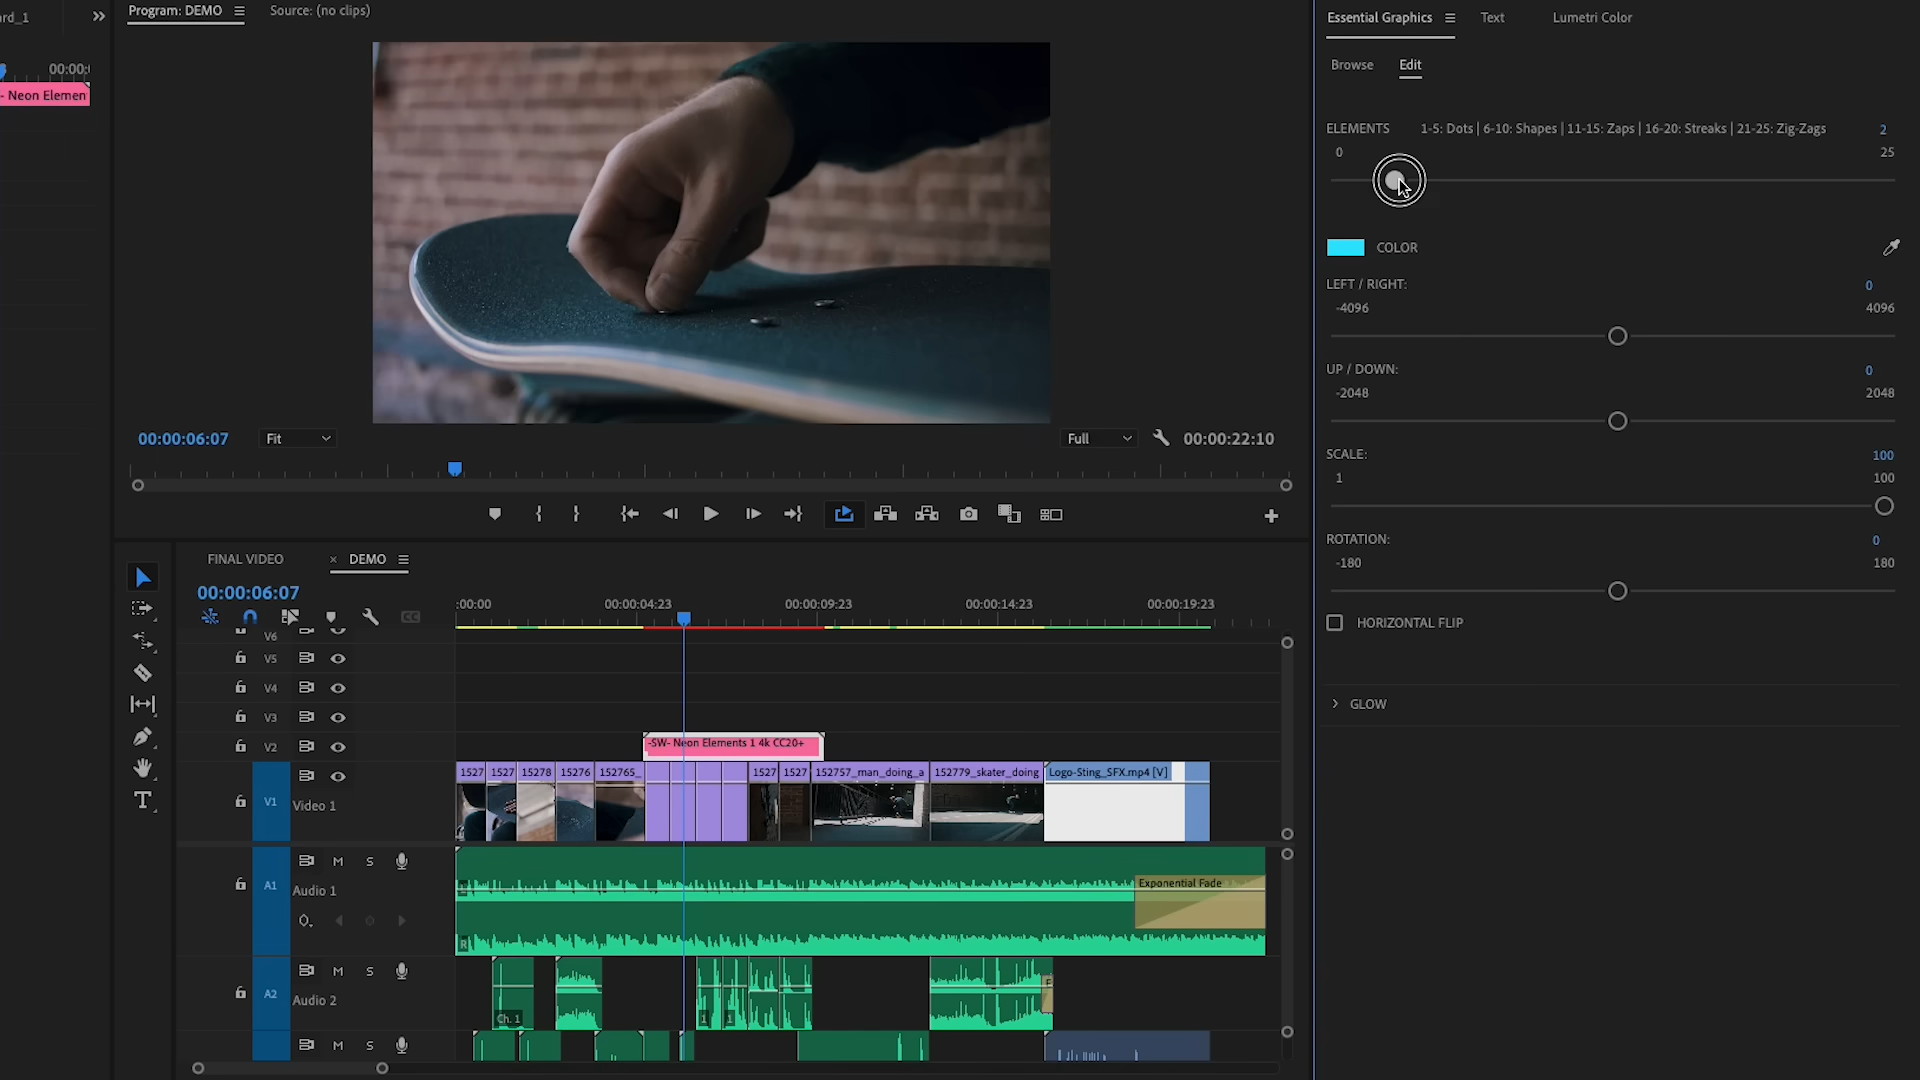 ard_1
00:00:
- Neon Elemen
Program: DEMO
Source: (no clips)
00:00:06:07
Fit
Full
00:00:22:10
Essential Graphics
Text
Lumetri Color
Browse
Edit
ELEMENTS
1-5: Dots | 6-10: Shapes | 11-15: Zaps | 16-20: Streaks | 21-25: Zig-Zags
2
0
25
COLOR
LEFT / RIGHT:
0
-4096
4096
UP / DOWN:
0
-2048
2048
SCALE:
100
1
100
ROTATION:
0
-180
180
HORIZONTAL FLIP
GLOW
FINAL VIDEO
× DEMO
00:00:06:07
CC
:00:00
00:00:04:23
00:00:09:23
00:00:14:23
00:00:19:23
V6
V5
V4
V3
V2
-SW- Neon Elements 1 4k CC20+
V1
Video 1
1527
1527
15278
15276
152765_
1527
1527
152757_man_doing_a
152779_skater_doing
Logo-Sting_SFX.mp4 [V]
A1
M
S
Audio 1
L
R
Exponential Fade
A2
M
S
Audio 2
Ch. 1
1
1
M
S